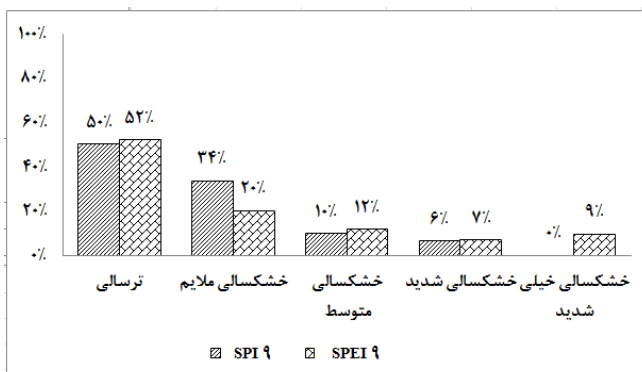 ۱۰۰٪
۸۰٪
۶۰٪
۴۰٪
۲۰٪
۰٪
۵۰٪ ۵۲٪
۳۴٪ ۲۰٪
۱۰٪ ۱۲٪
۶٪ ۷٪
۰٪ ۹٪
ترسالی
خشکسالی ملایم
خشکسالی
متوسط
خشکسالی شدید
خشکسالی خیلی
شدید
SPI ۹ SPEI ۹